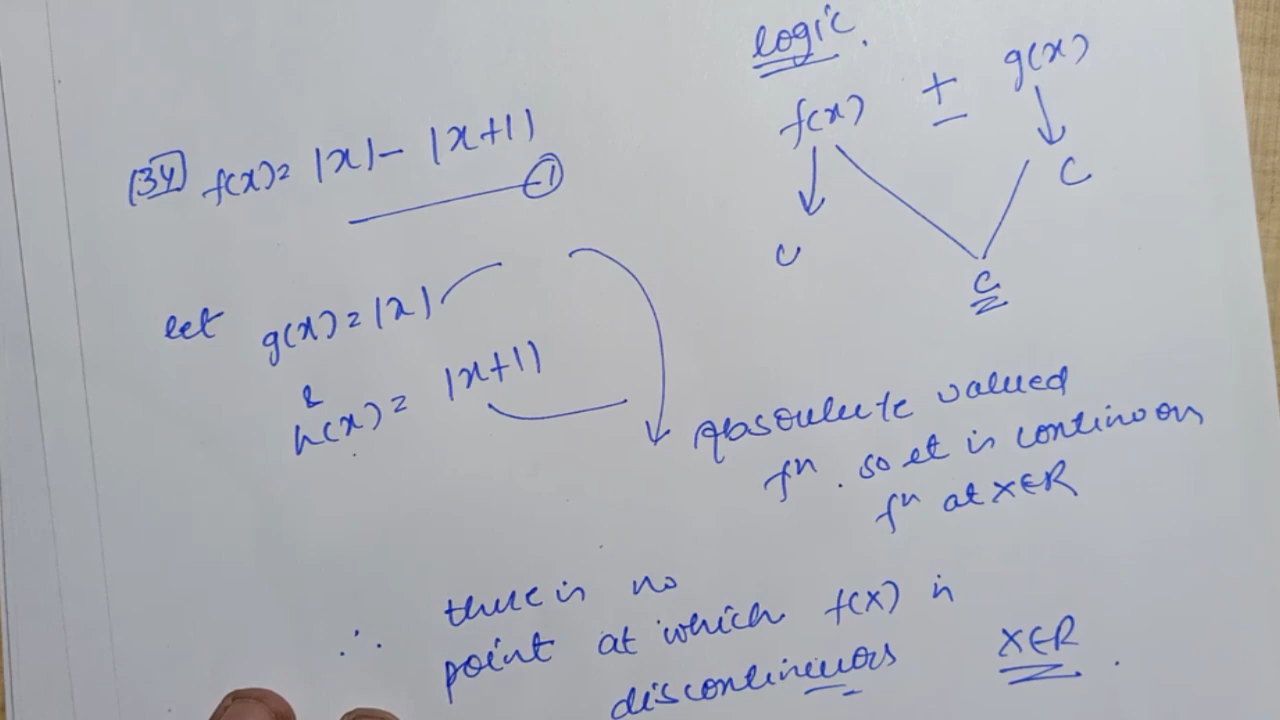 logic.
f(x) ± g(x)
C C
C
(34) f(x) = |x| - |x+1|
①
let g(x) = |x|
& h(x) = |x+1|
Absoulute valued
fⁿ. so it is continuous
fⁿ at x∈R
∴ there is no
point at which f(x) is
discontinuous x∈R.